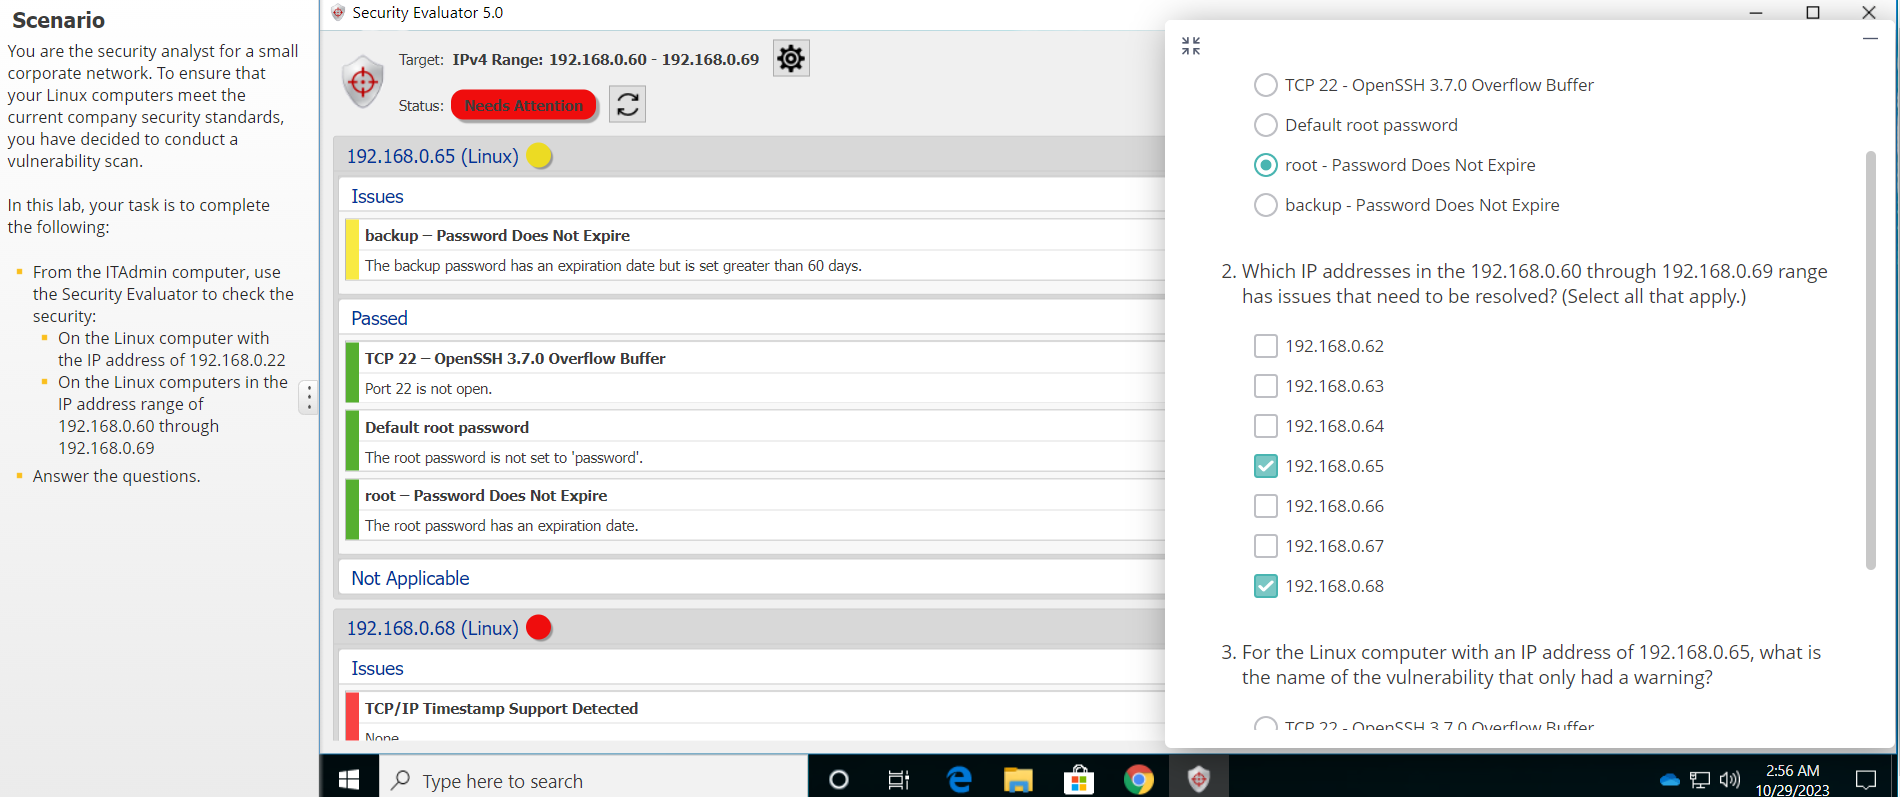 Scenario
You are the security analyst for a small
corporate network. To ensure that
your Linux computers meet the
current company security standards,
you have decided to conduct a
vulnerability scan.
In this lab, your task is to complete
the following:
From the ITAdmin computer, use
the Security Evaluator to check the
security:
On the Linux computer with
the IP address of 192.168.0.22
On the Linux computers in the
IP address range of
192.168.0.60 through
192.168.0.69
Answer the questions.
Security Evaluator 5.0
Target: IPv4 Range: 192.168.0.60 - 192.168.0.69
Status: Needs Attention
192.168.0.65 (Linux)
Issues
backup – Password Does Not Expire
The backup password has an expiration date but is set greater than 60 days.
Passed
TCP 22 – OpenSSH 3.7.0 Overflow Buffer
Port 22 is not open.
Default root password
The root password is not set to 'password'.
root – Password Does Not Expire
The root password has an expiration date.
Not Applicable
192.168.0.68 (Linux)
Issues
TCP/IP Timestamp Support Detected
None
TCP 22 - OpenSSH 3.7.0 Overflow Buffer
Default root password
root - Password Does Not Expire
backup - Password Does Not Expire
2. Which IP addresses in the 192.168.0.60 through 192.168.0.69 range
has issues that need to be resolved? (Select all that apply.)
192.168.0.62
192.168.0.63
192.168.0.64
192.168.0.65
192.168.0.66
192.168.0.67
192.168.0.68
3. For the Linux computer with an IP address of 192.168.0.65, what is
the name of the vulnerability that only had a warning?
TCP 22 - OpenSSH 3.7.0 Overflow Buffer
Type here to search
2:56 AM
10/29/2023